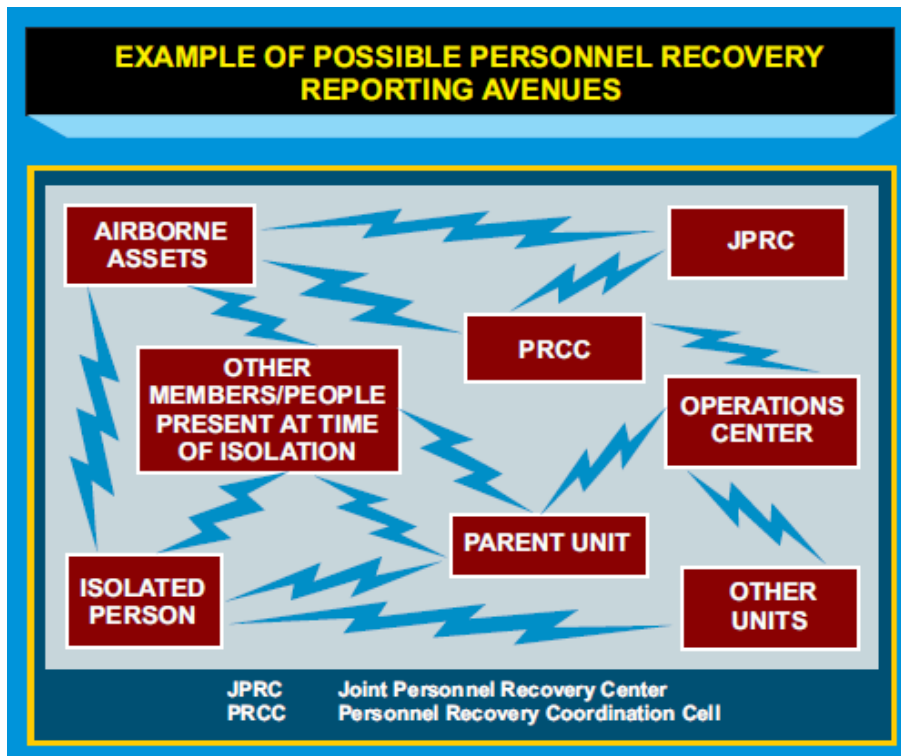 EXAMPLE OF POSSIBLE PERSONNEL RECOVERY
REPORTING AVENUES
AIRBORNE
ASSETS
JPRC
PRCC
OTHER
MEMBERS/PEOPLE
PRESENT AT TIME
OF ISOLATION
OPERATIONS
CENTER
PARENT UNIT
ISOLATED
PERSON
OTHER
UNITS
JPRC Joint Personnel Recovery Center
PRCC Personnel Recovery Coordination Cell